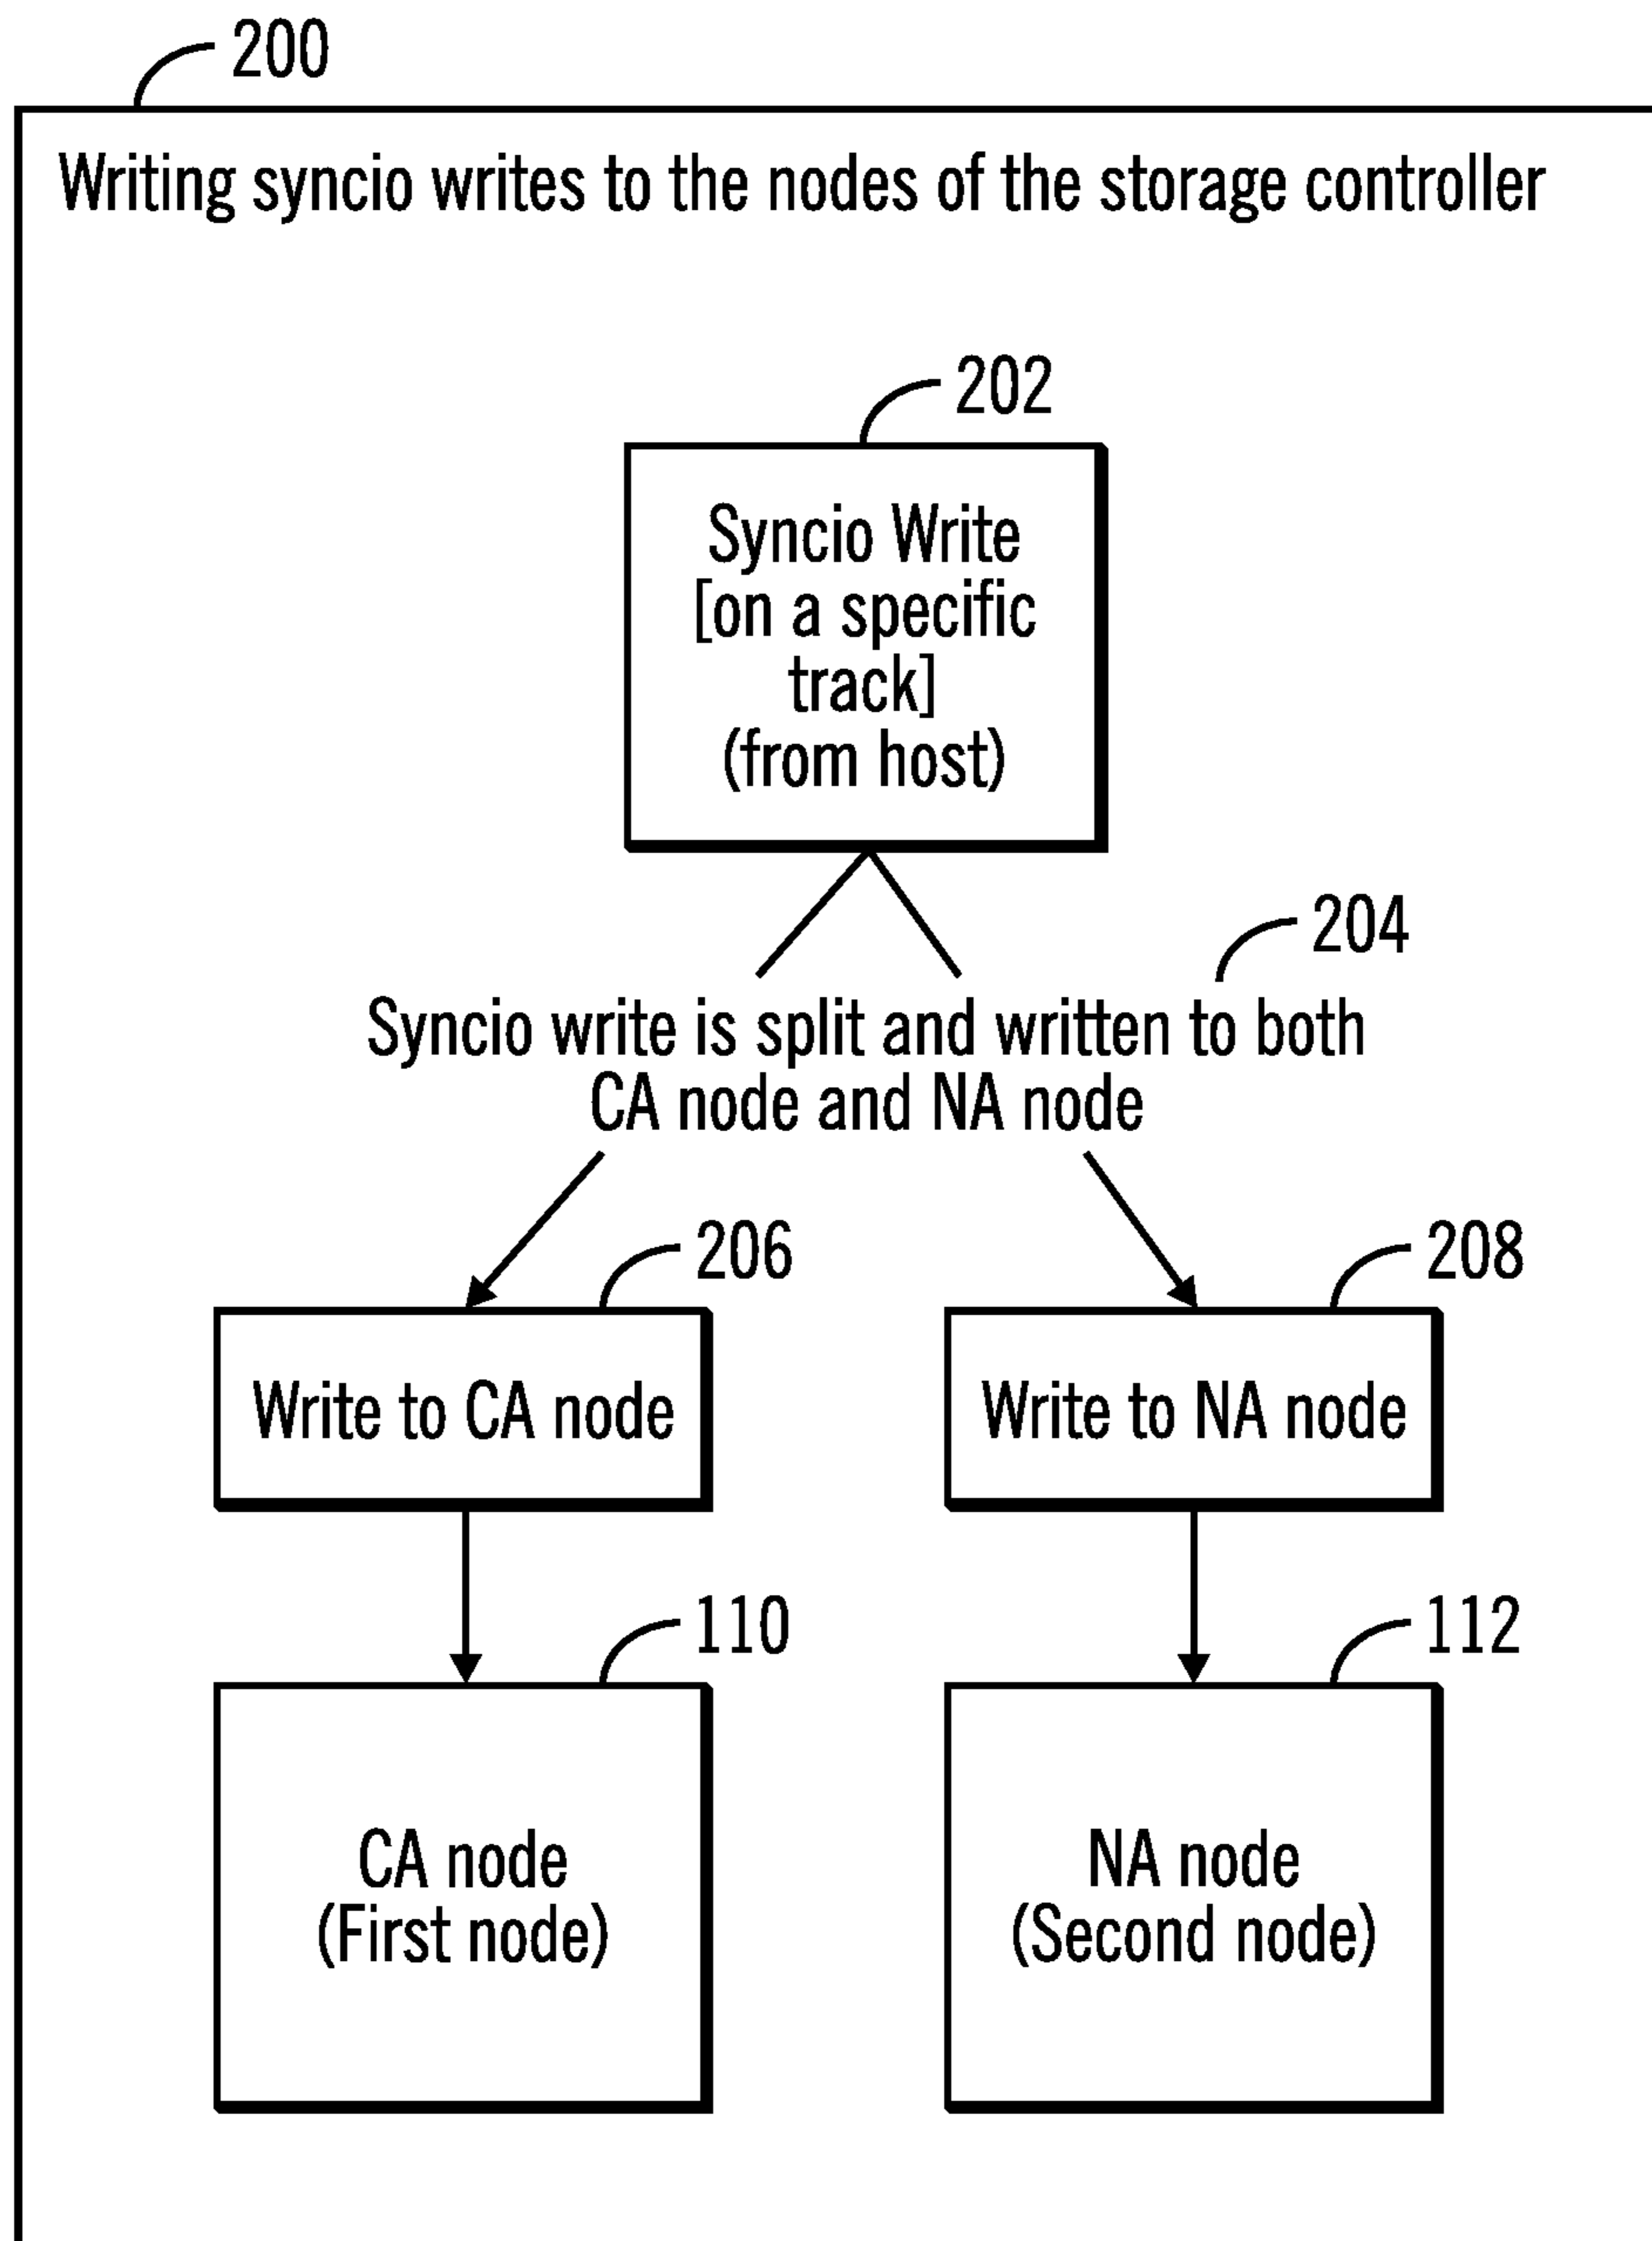 200
Writing syncio writes to the nodes of the storage controller
202
Syncio Write
[on a specific
track]
(from host)
204
Syncio write is split and written to both
CA node and NA node
206
208
Write to CA node
Write to NA node
110
112
CA node
(First node)
NA node
(Second node)